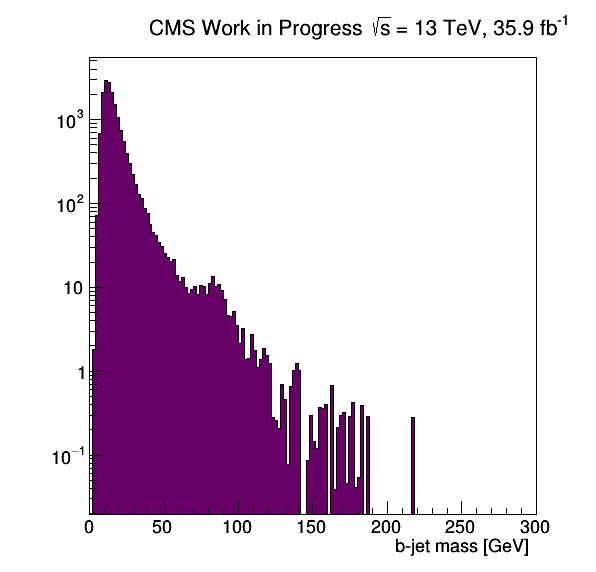 CMS Work in Progress √s = 13 TeV, 35.9 fb⁻¹
10³
10²
10
1
10⁻¹
0 50 100 150 200 250 300
b-jet mass [GeV]